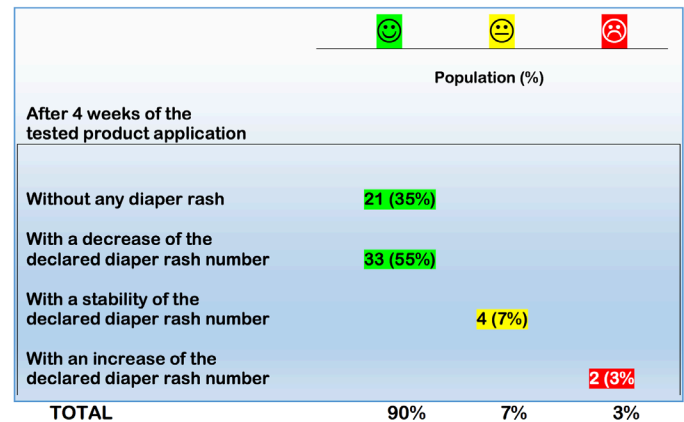 Population (%)
After 4 weeks of the
tested product application
Without any diaper rash 21 (35%)
With a decrease of the
declared diaper rash number 33 (55%)
With a stability of the
declared diaper rash number 4 (7%)
With an increase of the
declared diaper rash number 2 (3%
TOTAL 90% 7% 3%